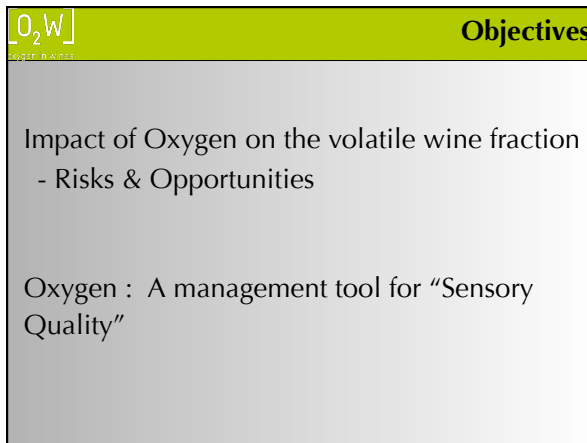 [O₂W]
oxygen in wines
Objectives
Impact of Oxygen on the volatile wine fraction
- Risks & Opportunities
Oxygen : A management tool for “Sensory
Quality”